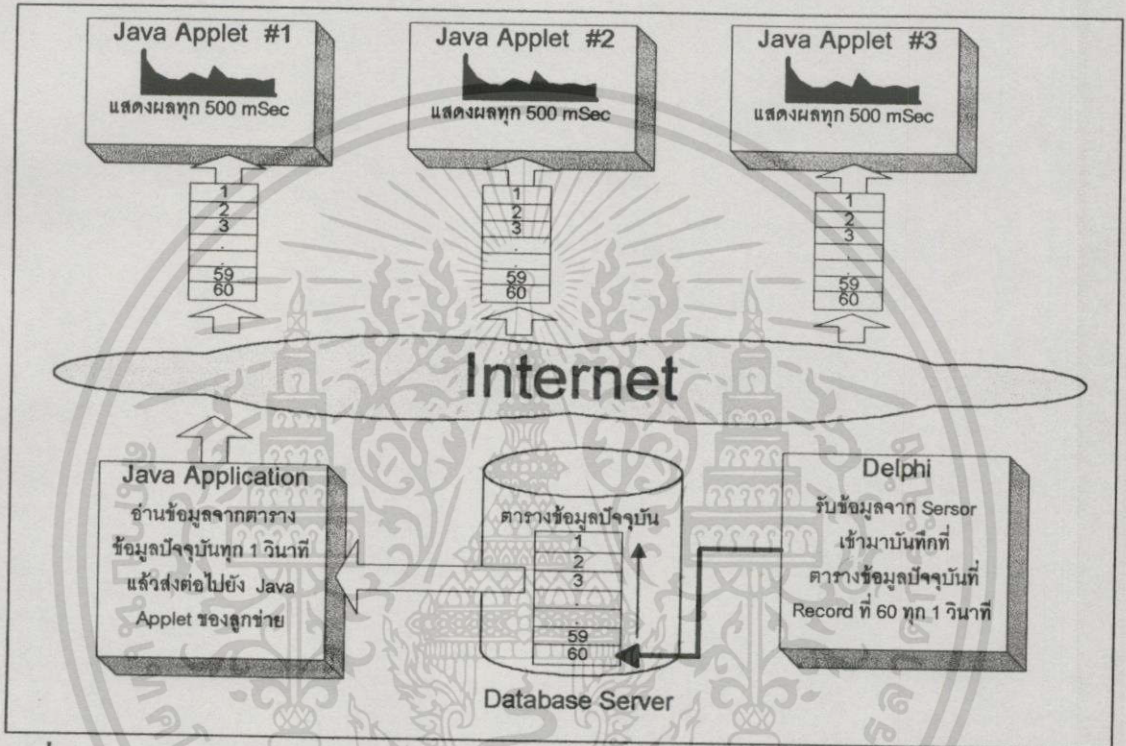 Java Applet #1
แสดงผลทุก 500 mSec
Java Applet #2
แสดงผลทุก 500 mSec
Java Applet #3
แสดงผลทุก 500 mSec
1
2
3
.
.
59
60
1
2
3
.
.
59
60
1
2
3
.
.
59
60
Internet
Java Application
อ่านข้อมูลจากตาราง
ข้อมูลปัจจุบันทุก 1 วินาที
แล้วส่งต่อไปยัง Java
Applet ของลูกข่าย
ตารางข้อมูลปัจจุบัน
1
2
3
.
.
59
60
Database Server
Delphi
รับข้อมูลจาก Sersor
เข้ามาบันทึกที่
ตารางข้อมูลปัจจุบันที่
Record ที่ 60 ทุก 1 วินาที